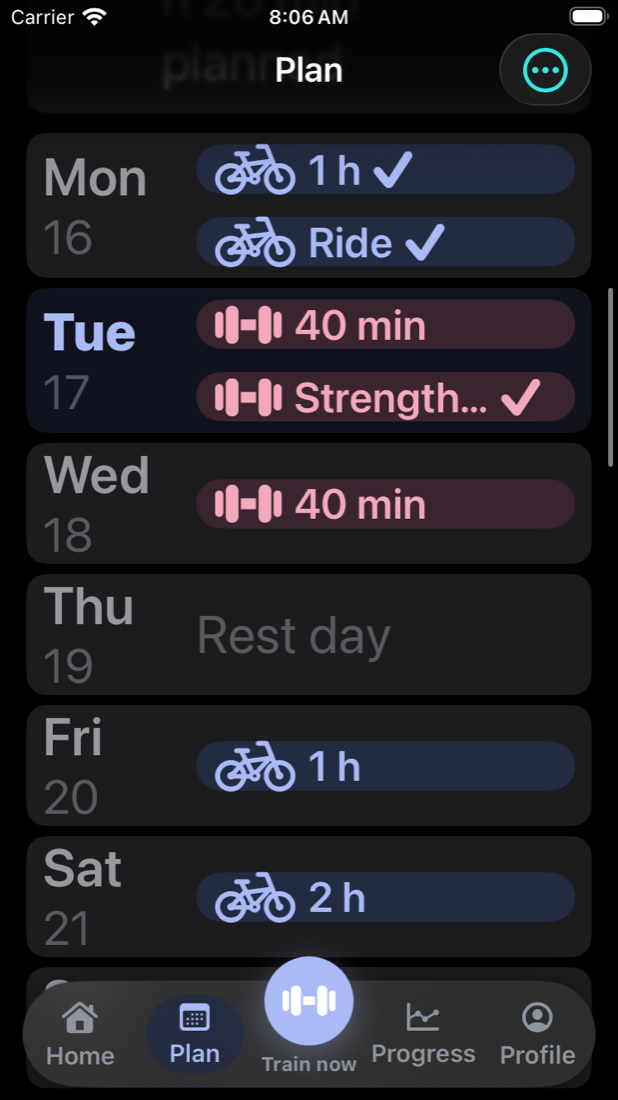 Carrier 8:06 AM
Plan
Mon
16
1 h
Ride
Tue
17
40 min
Strength...
Wed
18
40 min
Thu
19
Rest day
Fri
20
1 h
Sat
21
2 h
Home
Plan
Train now
Progress
Profile